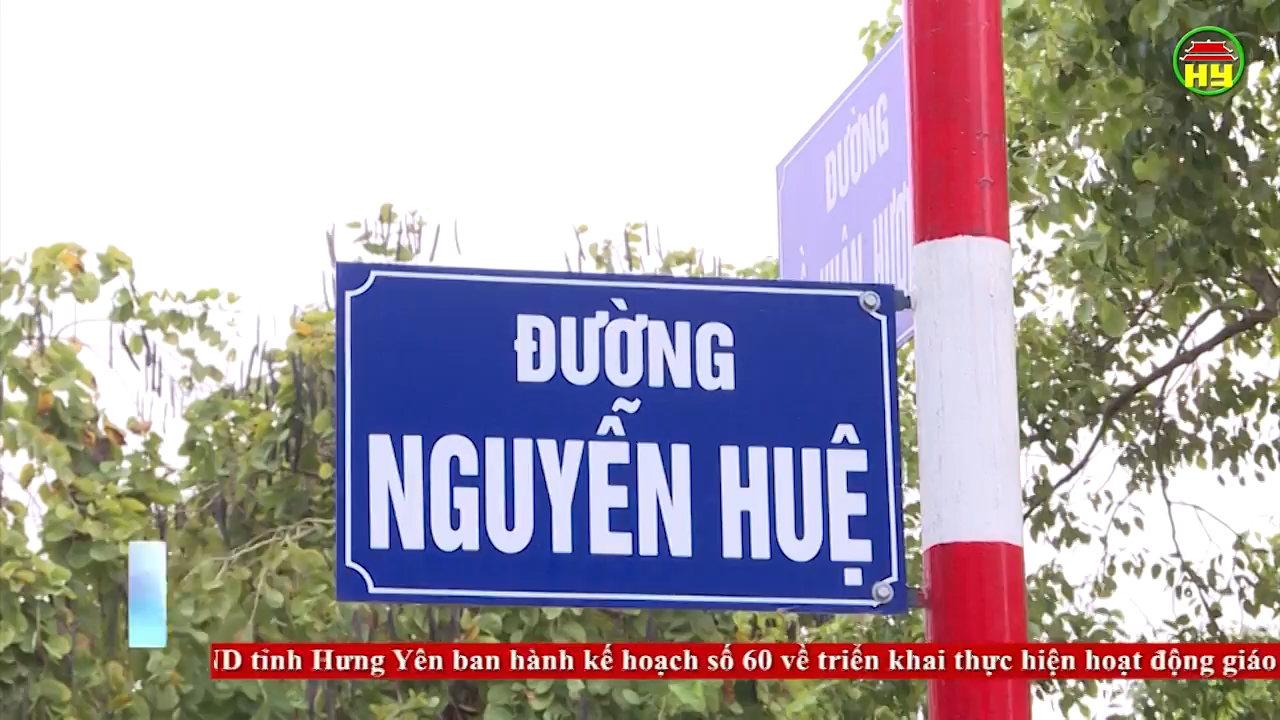 ĐƯỜNG
HƯƠ
ĐƯỜNG
NGUYỄN HUỆ
HY
ND tỉnh Hưng Yên ban hành kế hoạch số 60 về triển khai thực hiện hoạt động giáo